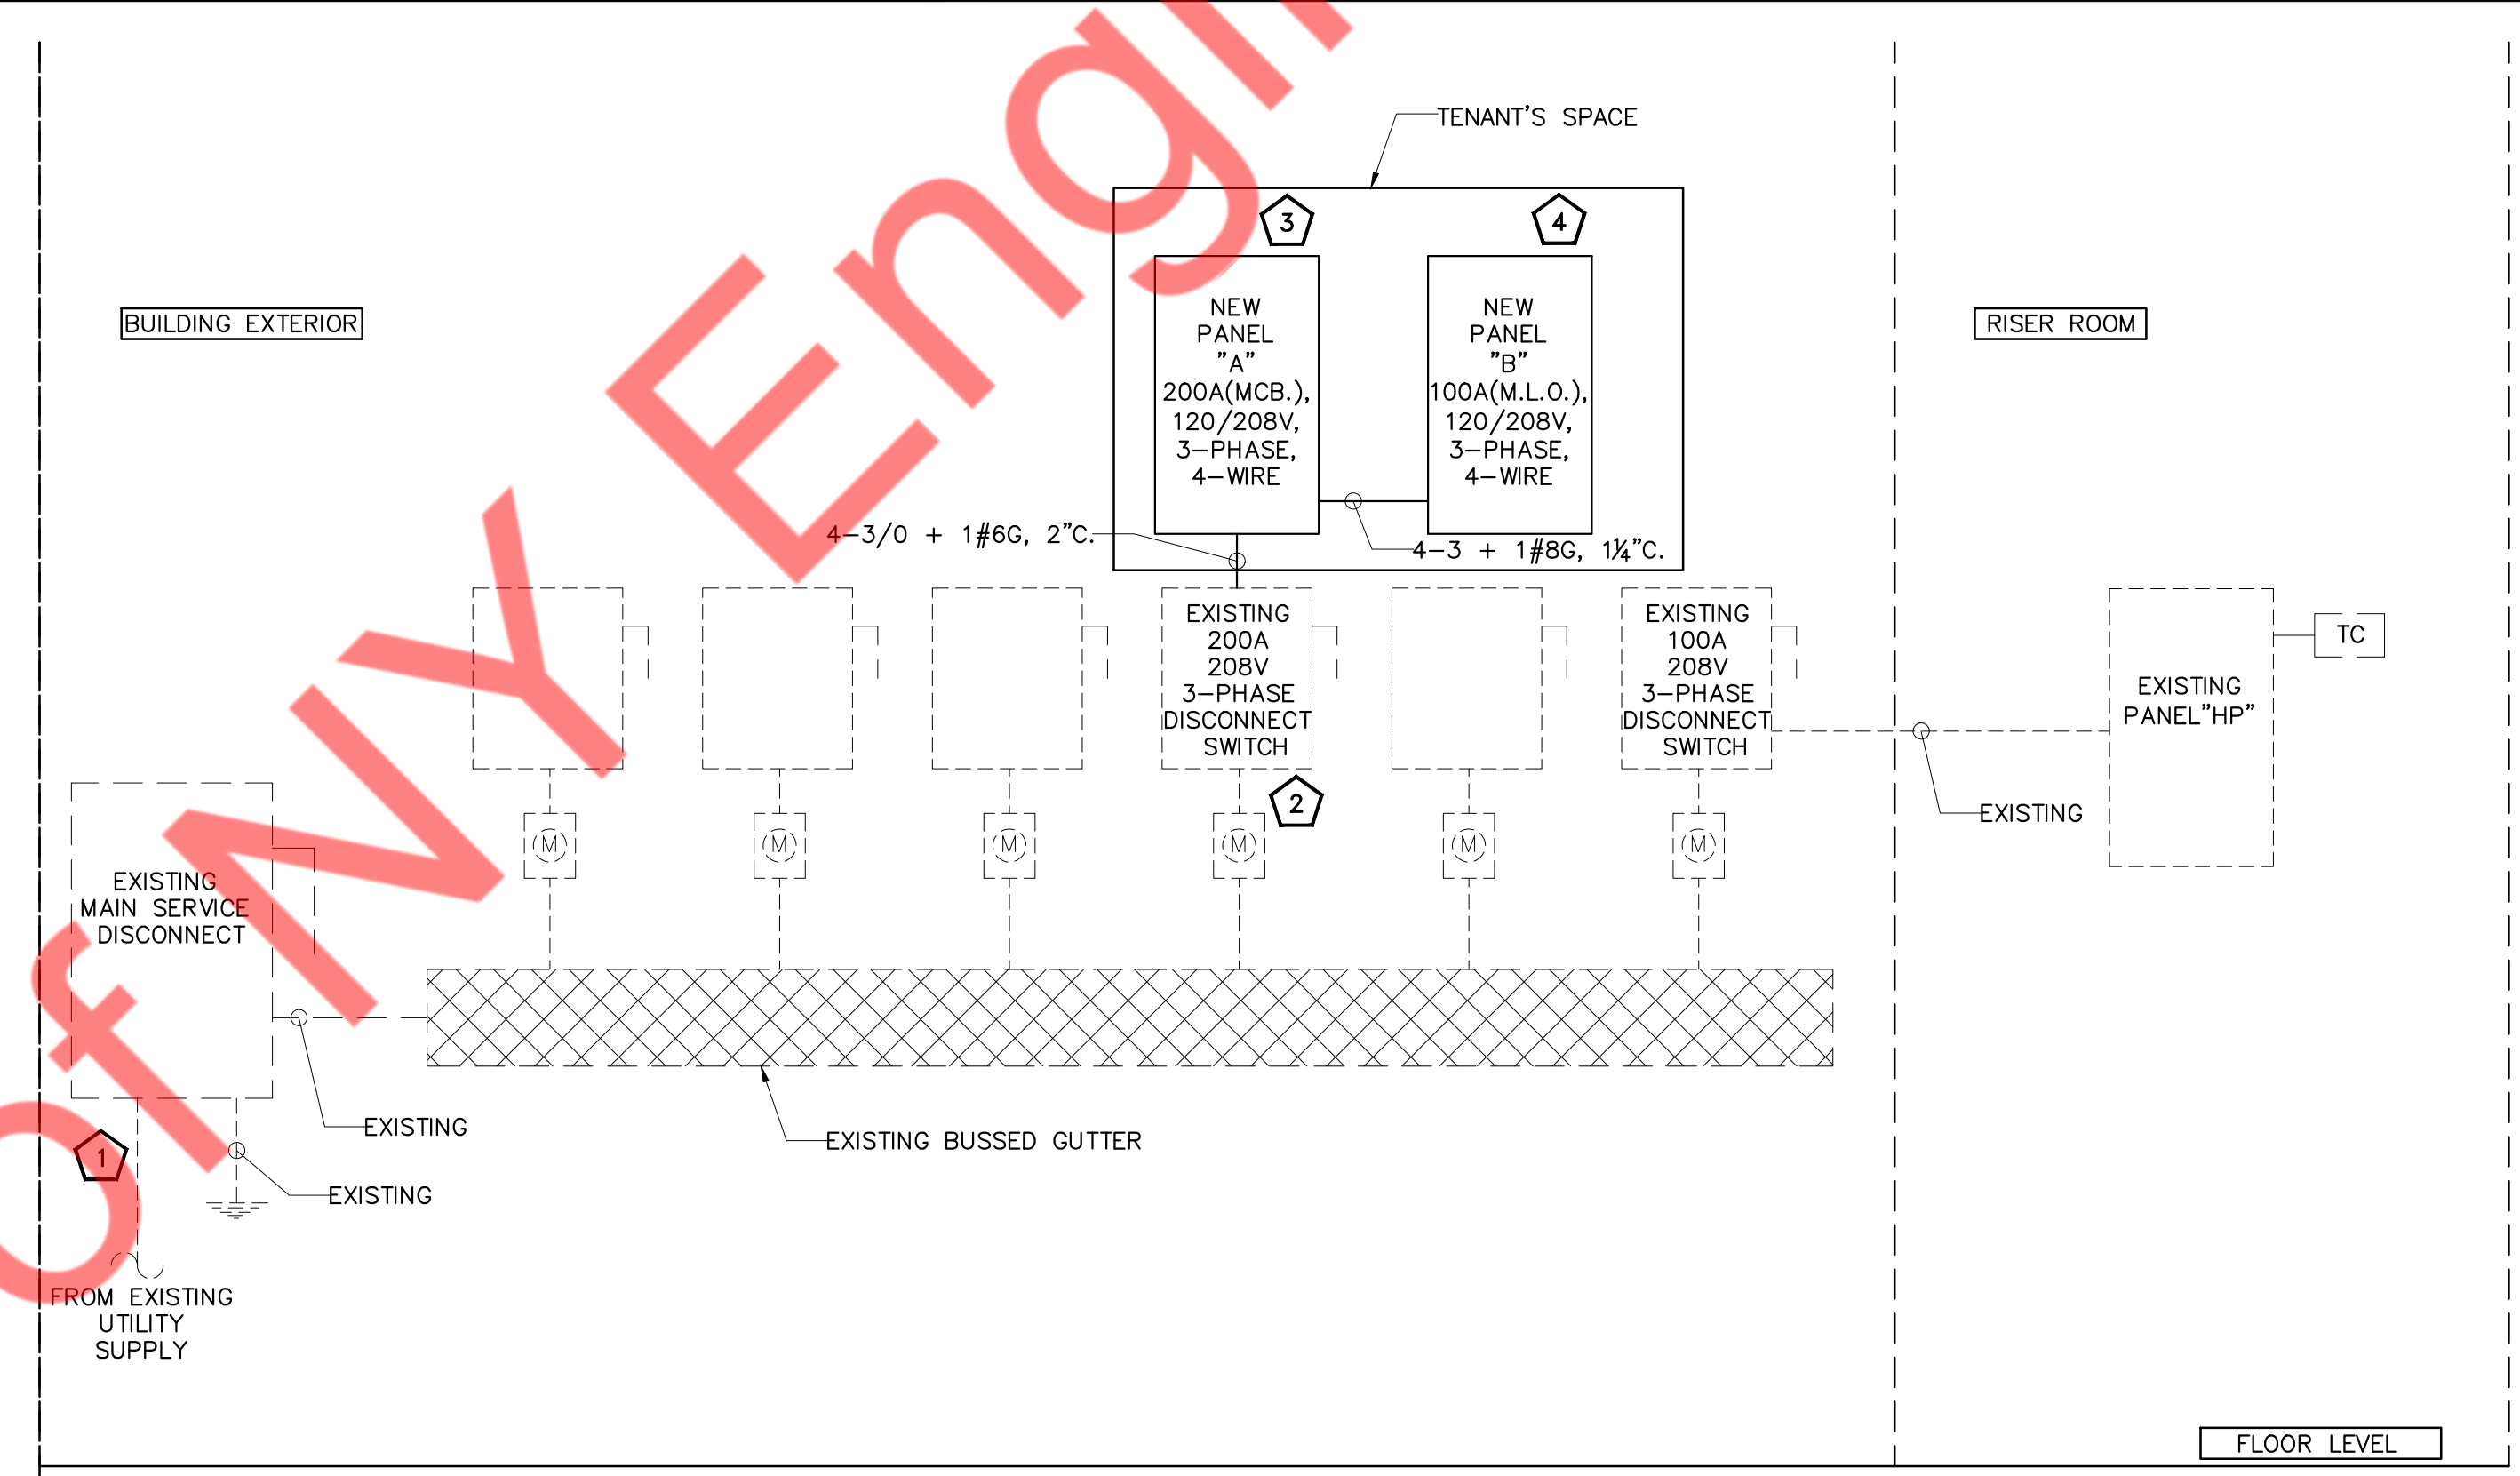 of NY Engi
TENANT'S SPACE
3
4
BUILDING EXTERIOR
RISER ROOM
NEW
PANEL
"A"
200A(MCB.),
120/208V,
3-PHASE,
4-WIRE
NEW
PANEL
"B"
100A(M.L.O.),
120/208V,
3-PHASE,
4-WIRE
4-3/0 + 1#6G, 2"C.
4-3 + 1#8G, 1¼"C.
EXISTING
200A
208V
3-PHASE
DISCONNECT
SWITCH
EXISTING
100A
208V
3-PHASE
DISCONNECT
SWITCH
TC
EXISTING
PANEL"HP"
2
EXISTING
M
M
M
M
M
M
EXISTING
MAIN SERVICE
DISCONNECT
EXISTING
EXISTING BUSSED GUTTER
1
EXISTING
FROM EXISTING
UTILITY
SUPPLY
FLOOR LEVEL